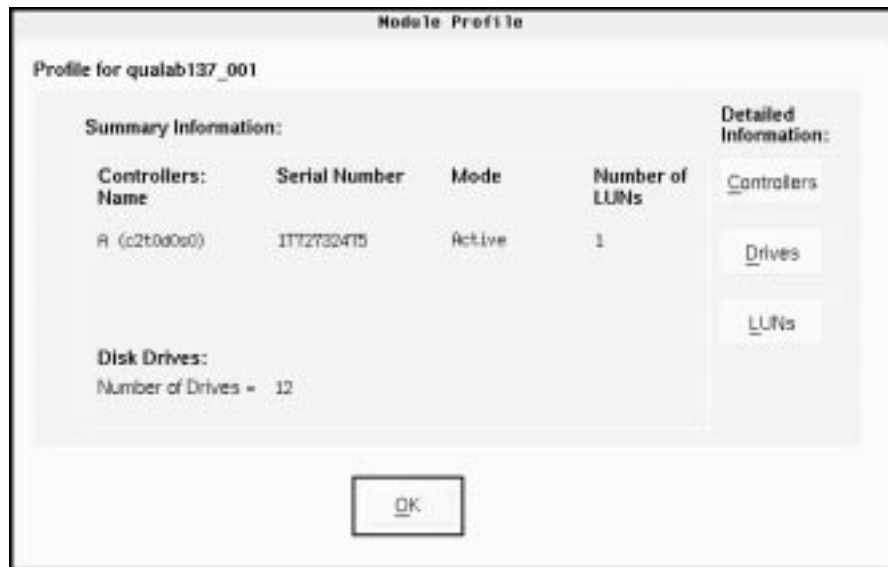 Module Profile
Profile for qualab137_001
Summary Information:
Detailed
Information:
Controllers:
Name
Serial Number
Mode
Number of
LUNs
A (c2t0d0s0)
1T72732475
Active
1
Controllers
Drives
LUNs
Disk Drives:
Number of Drives = 12
OK